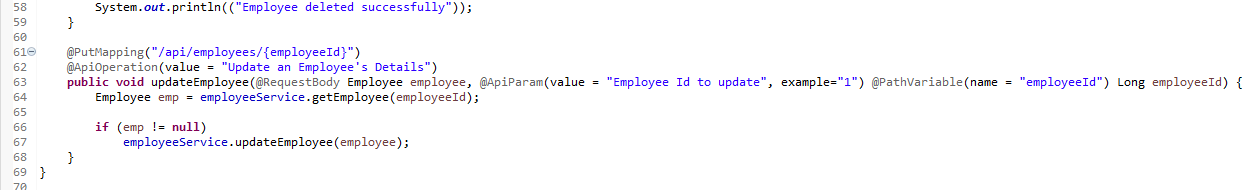 58 System.out.println(("Employee deleted successfully"));
59 }
60
61 @PutMapping("/api/employees/{employeeId}")
62 @ApiOperation(value = "Update an Employee's Details")
63 public void updateEmployee(@RequestBody Employee employee, @ApiParam(value = "Employee Id to update", example="1") @PathVariable(name = "employeeId") Long employeeId) {
64 Employee emp = employeeService.getEmployee(employeeId);
65
66 if (emp != null)
67 employeeService.updateEmployee(employee);
68 }
69 }
70